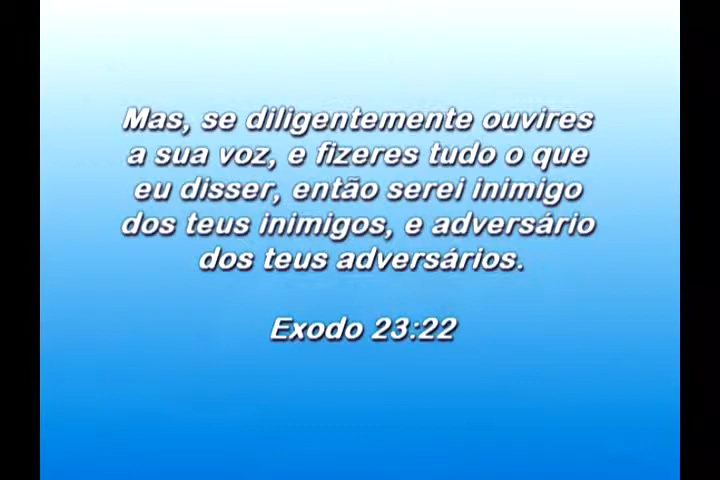 Mas, se diligentemente ouvires
a sua voz, e fizeres tudo o que
eu disser, então serei inimigo
dos teus inimigos, e adversário
dos teus adversários.
Exodo 23:22